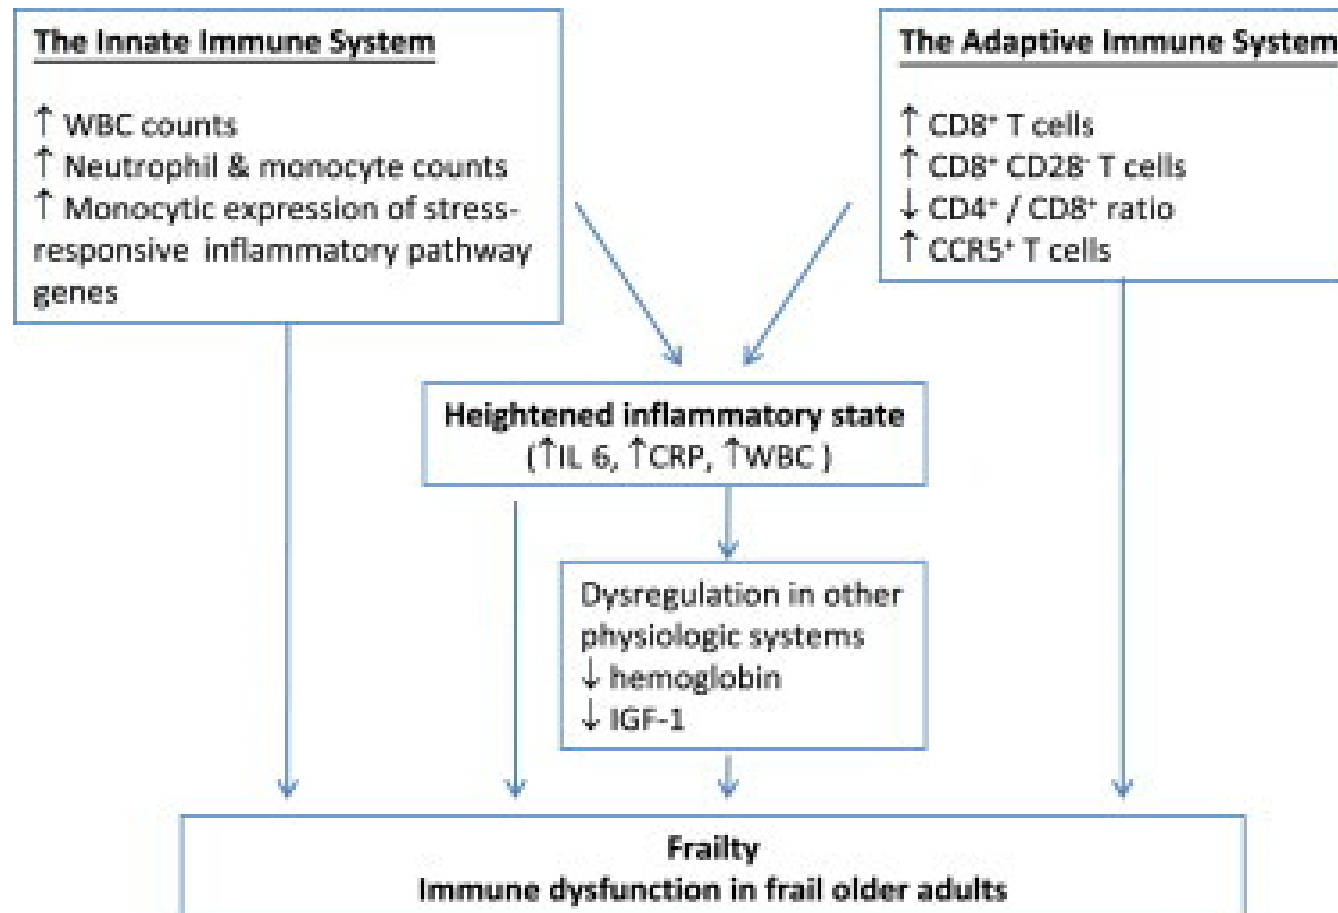 The Innate Immune System
↑ WBC counts
↑ Neutrophil & monocyte counts
↑ Monocytic expression of stress-
responsive inflammatory pathway
genes
The Adaptive Immune System
↑ CD8⁺ T cells
↑ CD8⁺ CD28⁻ T cells
↓ CD4⁺ / CD8⁺ ratio
↑ CCR5⁺ T cells
Heightened inflammatory state
(↑IL 6, ↑CRP, ↑WBC )
Dysregulation in other
physiologic systems
↓ hemoglobin
↓ IGF-1
Frailty
Immune dysfunction in frail older adults